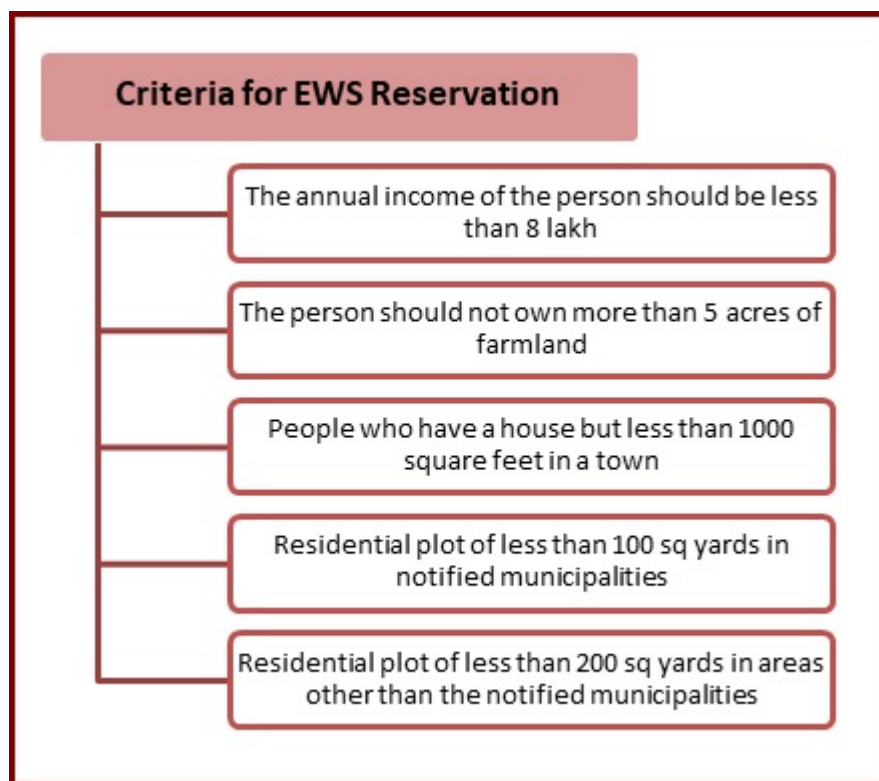 Criteria for EWS Reservation
The annual income of the person should be less
than 8 lakh
The person should not own more than 5 acres of
farmland
People who have a house but less than 1000
square feet in a town
Residential plot of less than 100 sq yards in
notified municipalities
Residential plot of less than 200 sq yards in areas
other than the notified municipalities